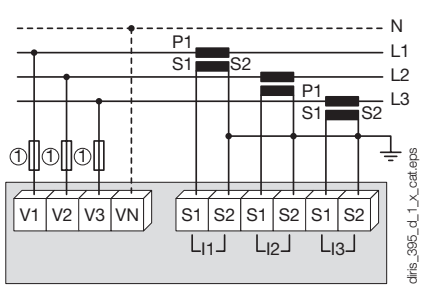 N
P1
L1
S1 S2
L2
P1
L3
S1 S2
1 1 1
V1 V2 V3 VN S1 S2 S1 S2 S1 S2
I1 I2 I3
diris_395_d_1_x_cat.eps